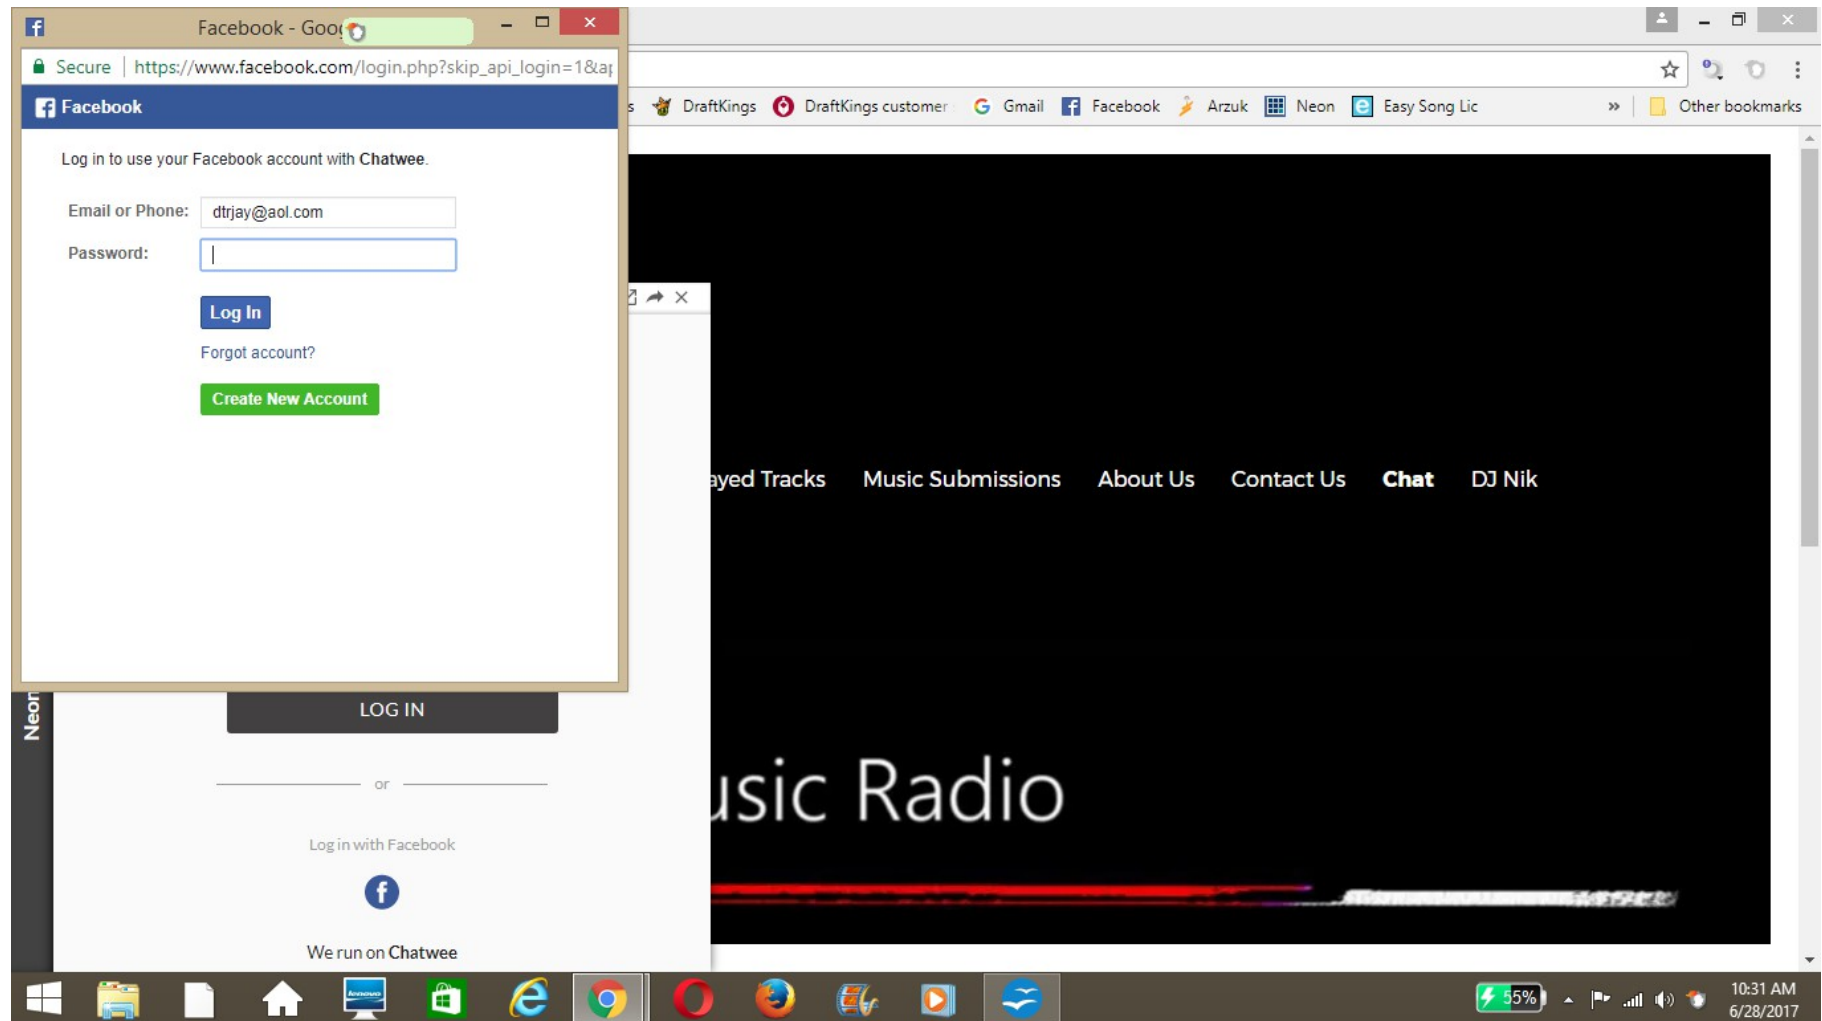 Facebook - Goog
Secure https://www.facebook.com/login.php?skip_api_login=1&ap
Facebook
Log in to use your Facebook account with Chatwee.
Email or Phone: dtrjay@aol.com
Password:
Log In
Forgot account?
Create New Account
s DraftKings DraftKings customer Gmail Facebook Arzuk Neon Easy Song Lic » Other bookmarks
ayed Tracks Music Submissions About Us Contact Us Chat DJ Nik
Neon
LOG IN
or
Log in with Facebook
We run on Chatwee
usic Radio
lenovo
55%
10:31 AM
6/28/2017